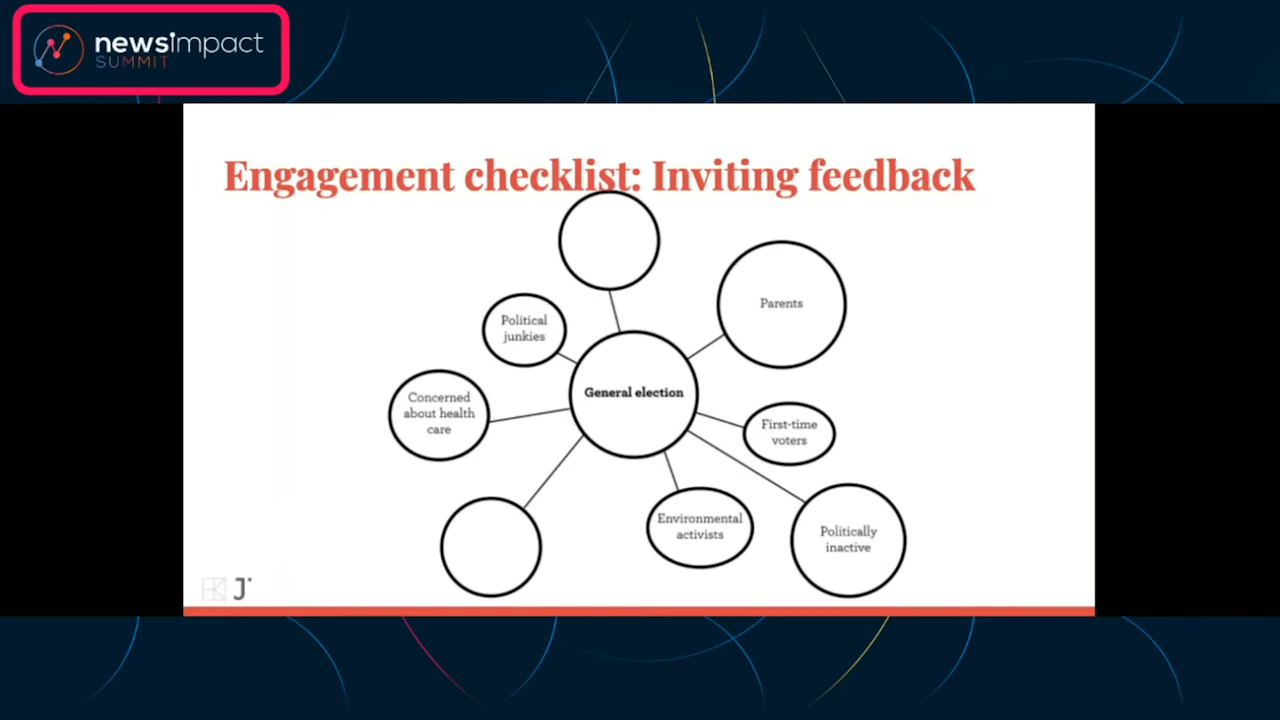 newsimpact
SUMMIT
Engagement checklist: Inviting feedback
Parents
Political
junkies
General election
Concerned
about health
care
First-time
voters
Environmental
activists
Politically
inactive
J